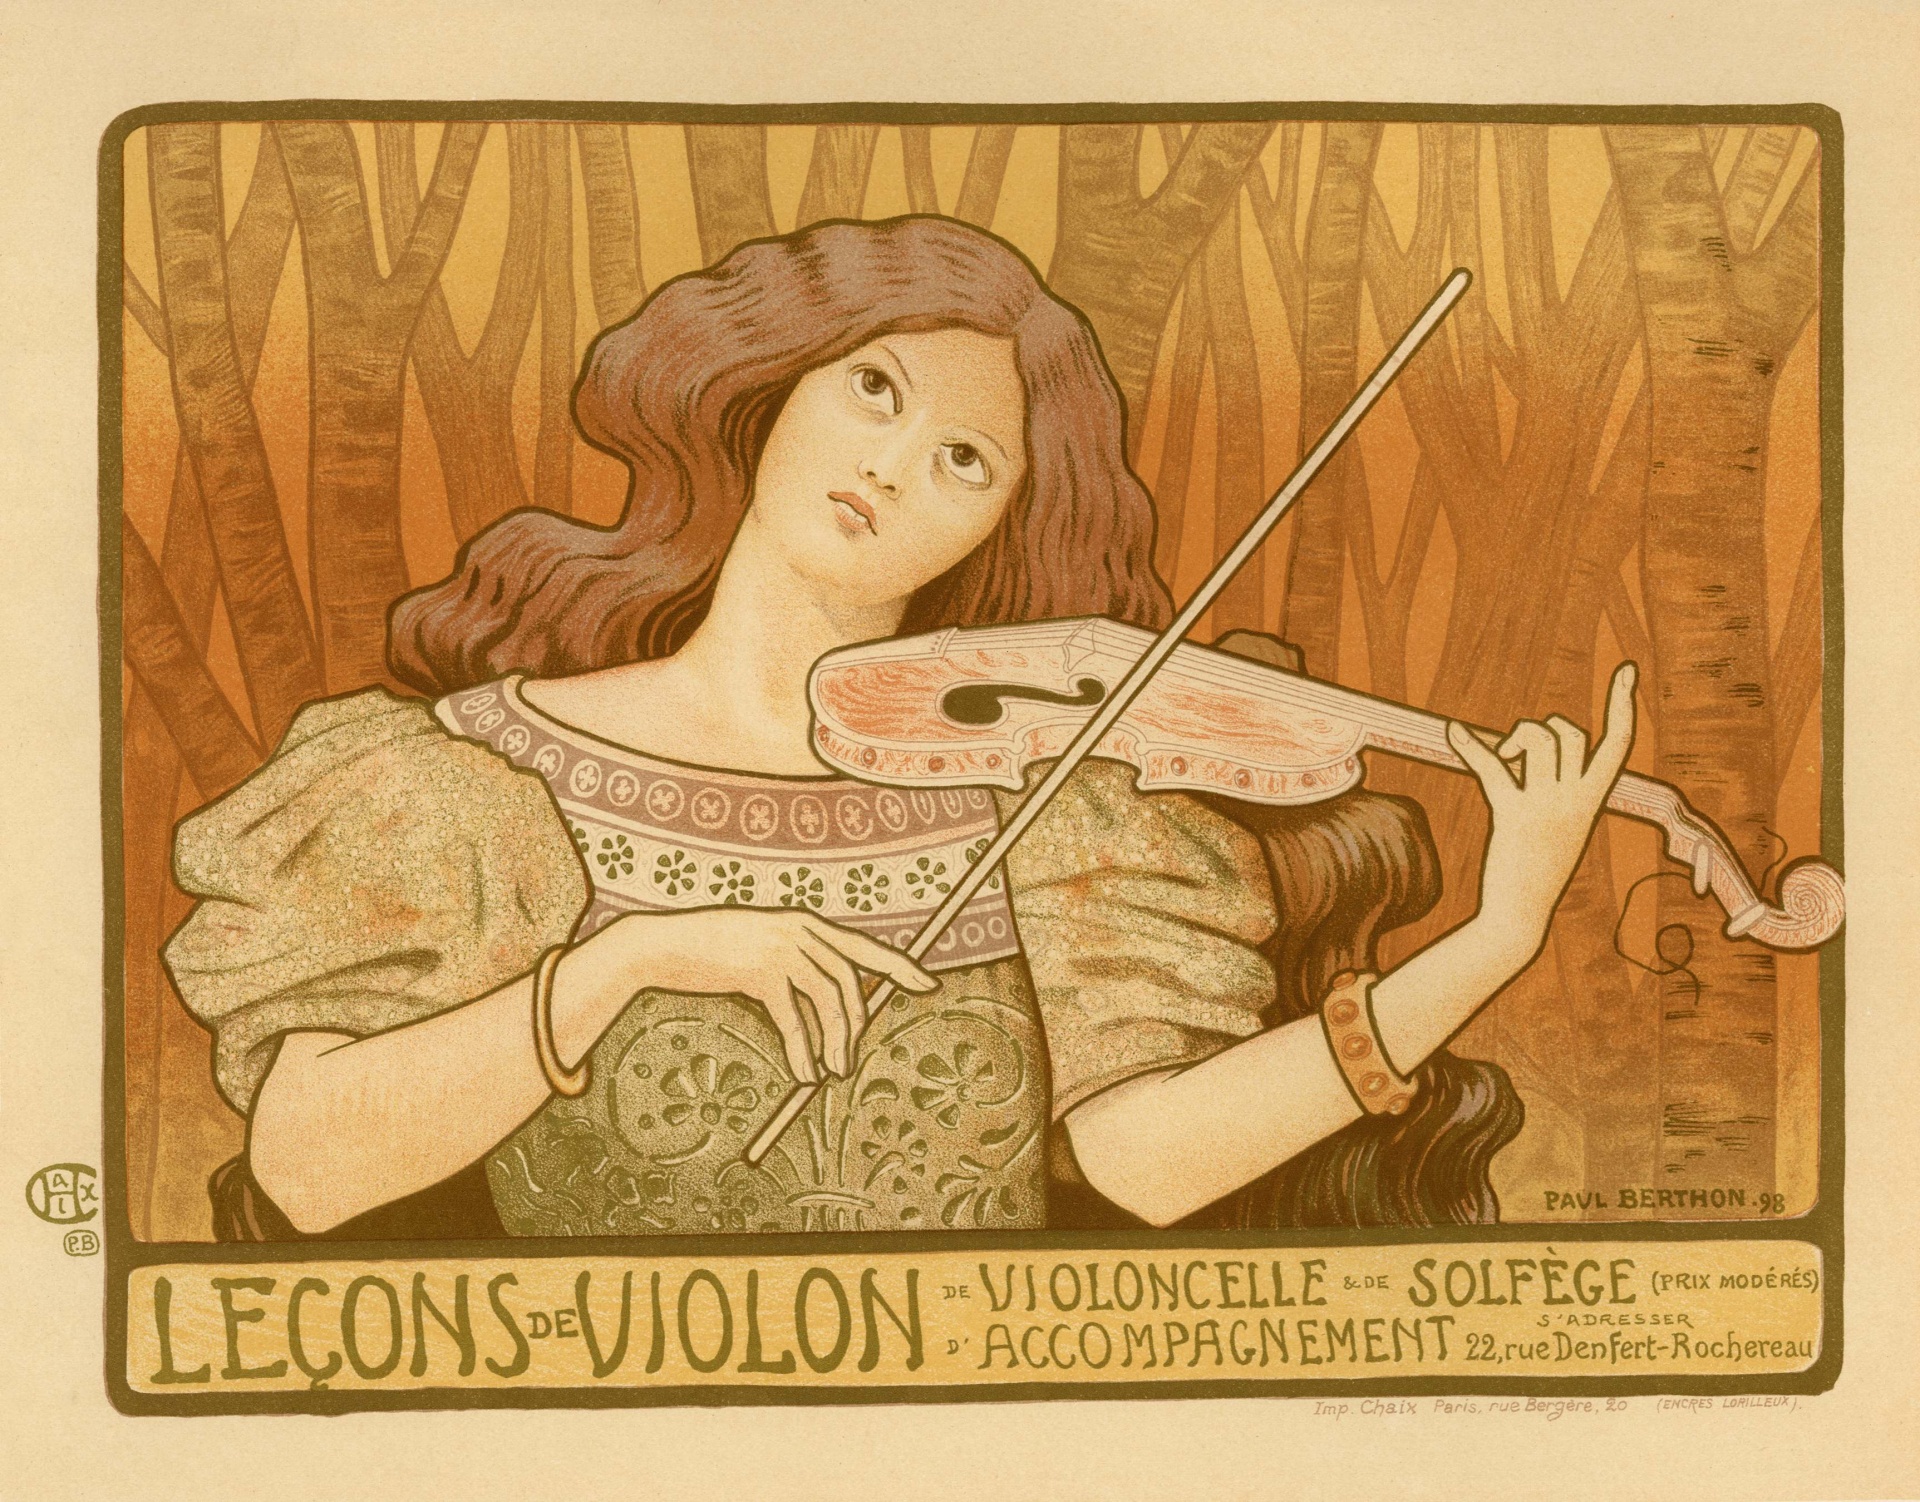 PAUL BERTHON .98
CHAIX
P.B
LEÇONS DE VIOLON
DE VIOLONCELLE & DE SOLFÈGE (PRIX MODÉRÉS)
D'ACCOMPAGNEMENT S'ADRESSER
22, rue Denfert-Rochereau
Imp. Chaix Paris, rue Bergère, 20 (ENCRES LORILLEUX).